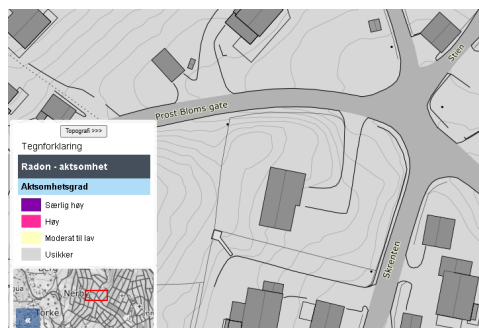 Stien
Prost Bloms gate
Skrenten
Topografi >>>
Tegnforklaring
Radon - aktsomhet
Aktsomhetsgrad
Særlig høy
Høy
Moderat til lav
Usikker